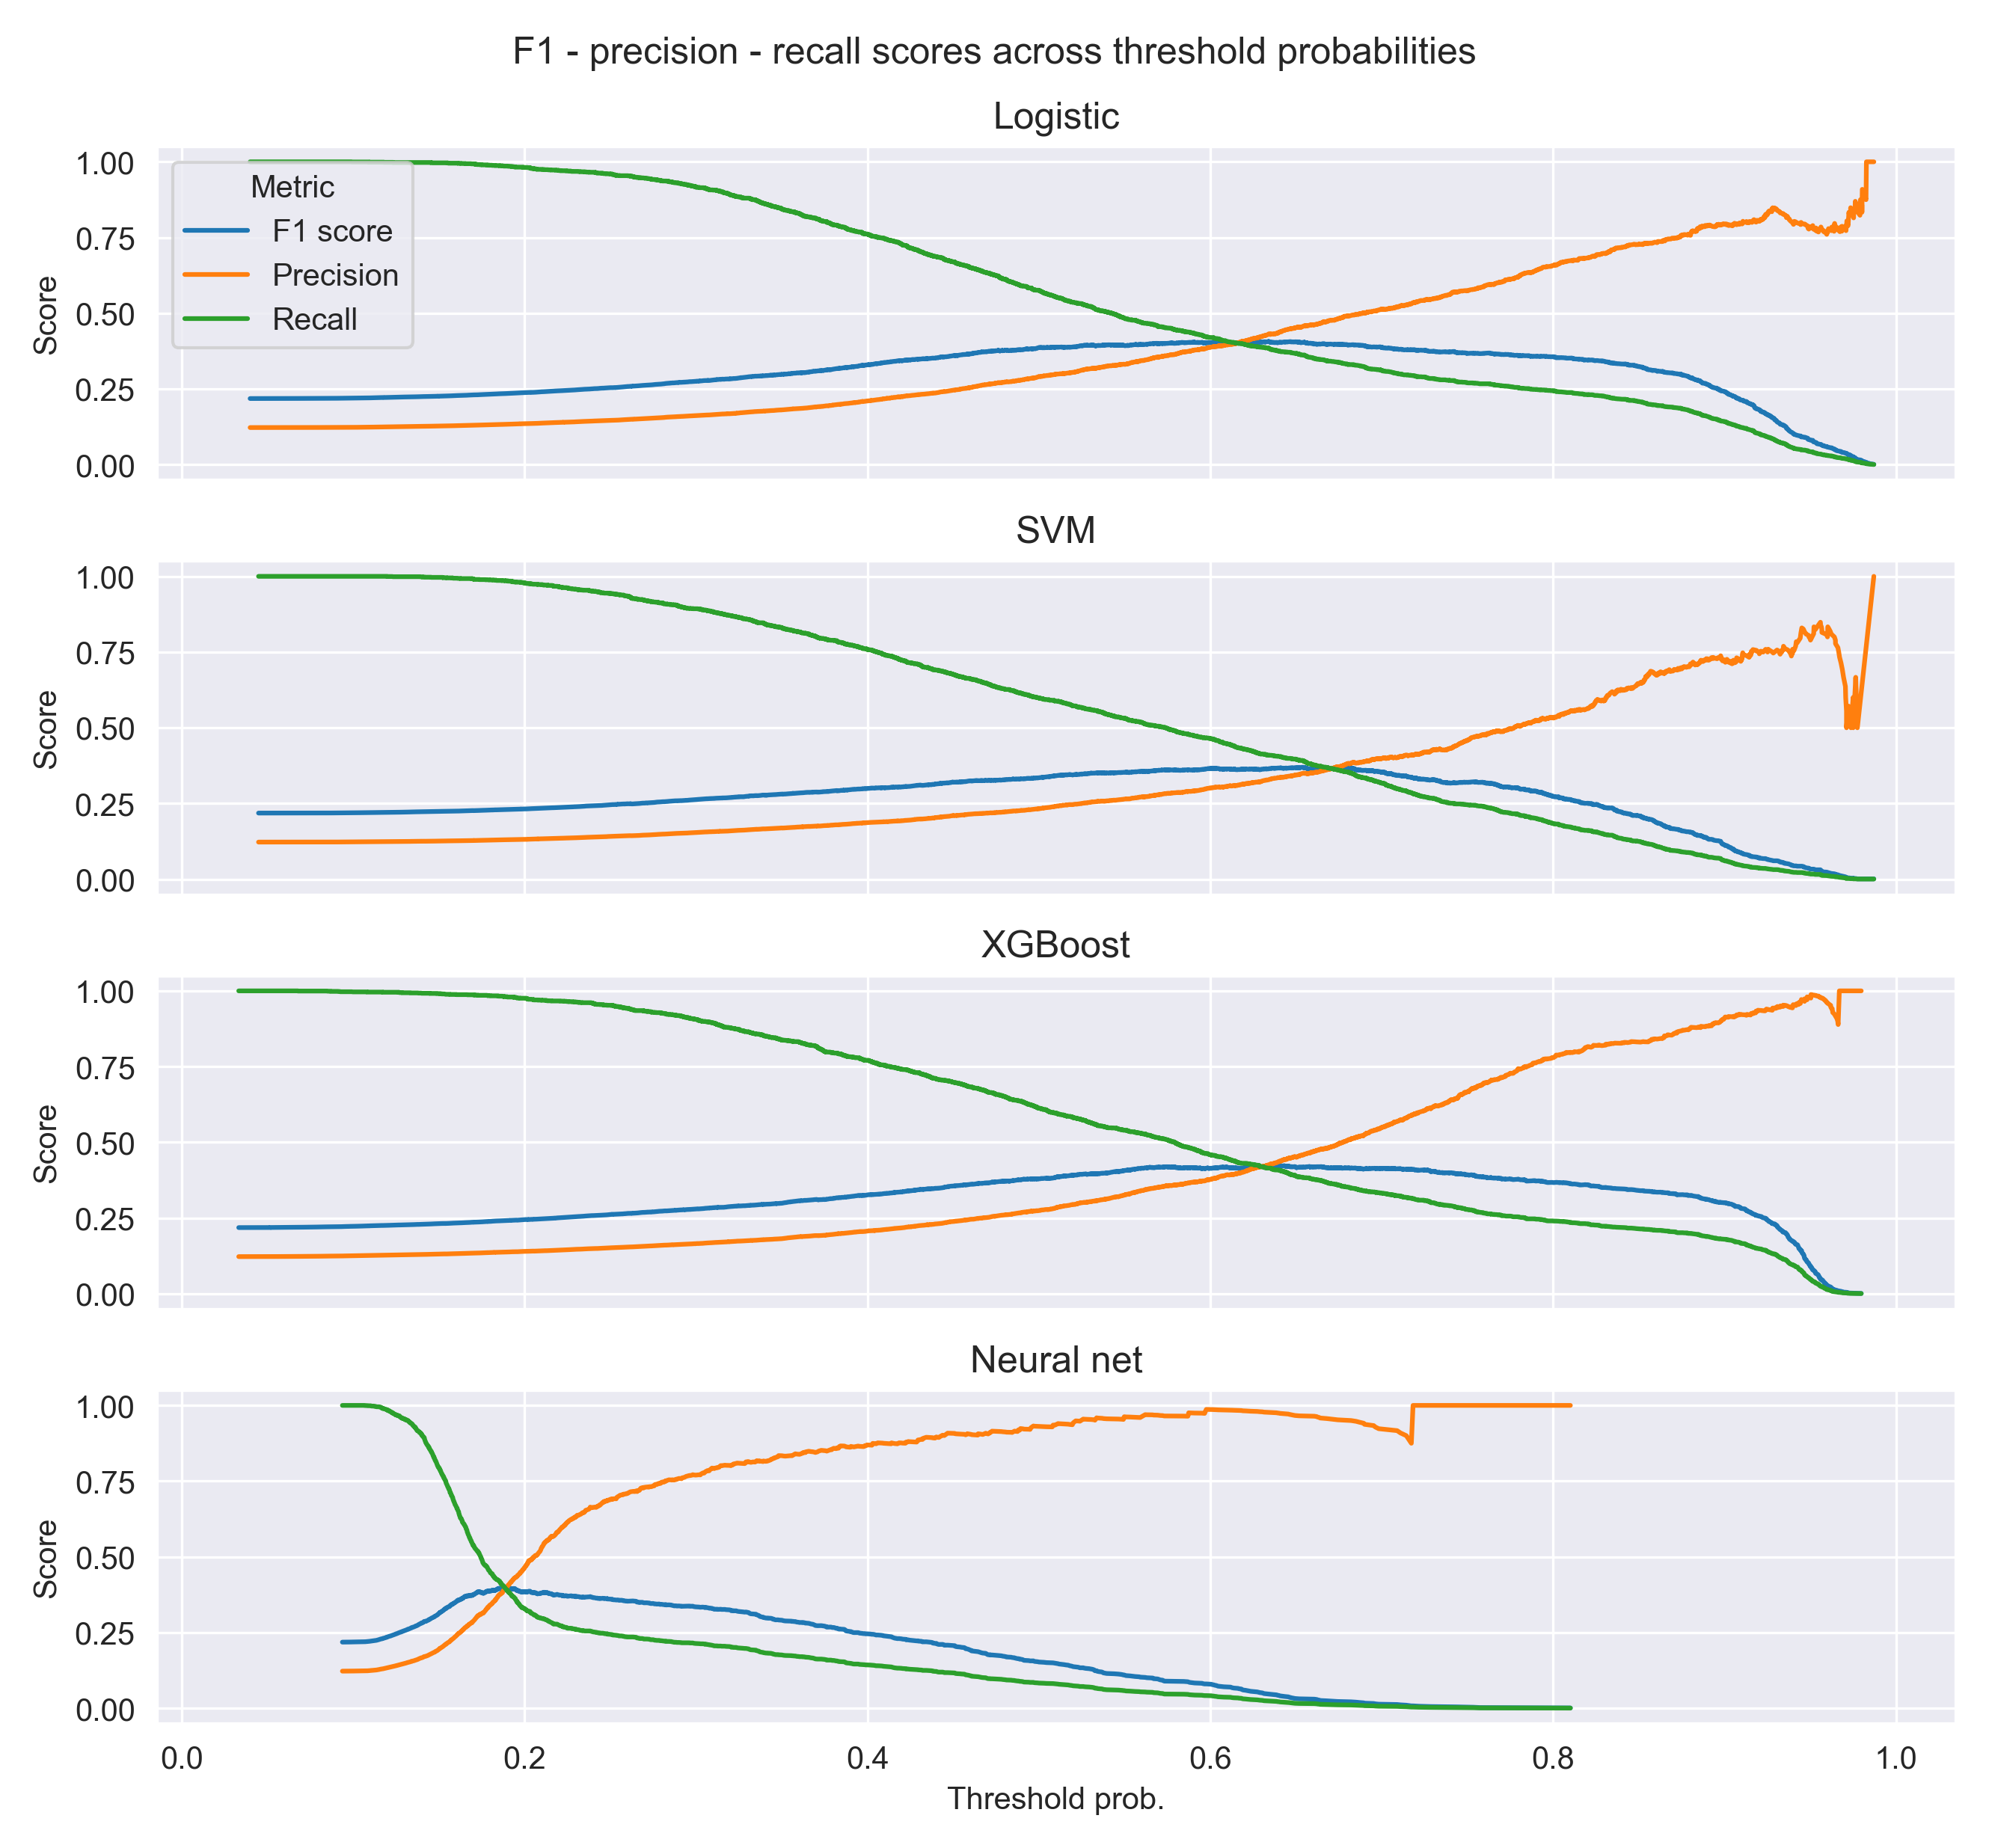 F1 - precision - recall scores across threshold probabilities
Logistic
1.00
0.75
0.50
0.25
0.00
Score
Metric
F1 score
Precision
Recall
SVM
1.00
0.75
0.50
0.25
0.00
Score
XGBoost
1.00
0.75
0.50
0.25
0.00
Score
Neural net
1.00
0.75
0.50
0.25
0.00
Score
0.0 0.2 0.4 0.6 0.8 1.0
Threshold prob.